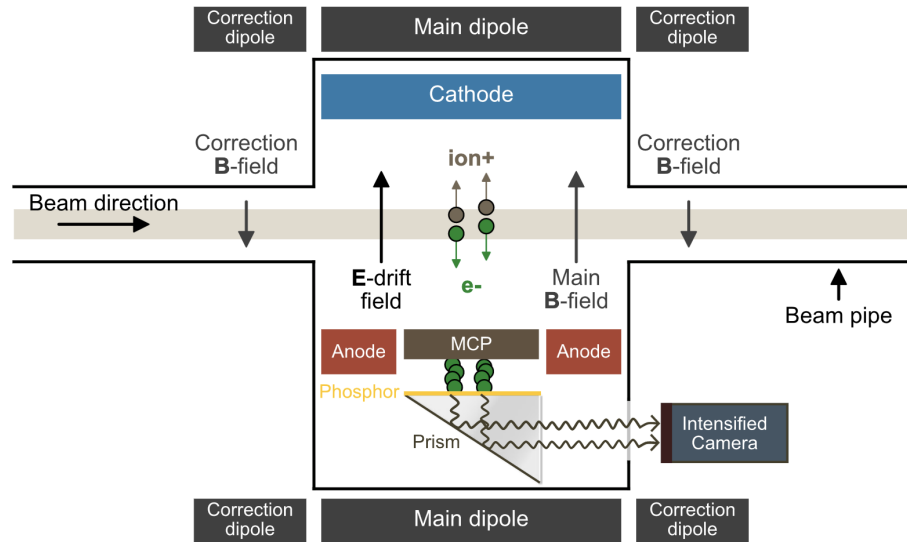 Correction
dipole
Main dipole
Correction
dipole
Cathode
Correction
B-field
ion+
Correction
B-field
Beam direction
E-drift
field
e-
Main
B-field
Beam pipe
Anode
MCP
Anode
Phosphor
Prism
Intensified
Camera
Correction
dipole
Main dipole
Correction
dipole